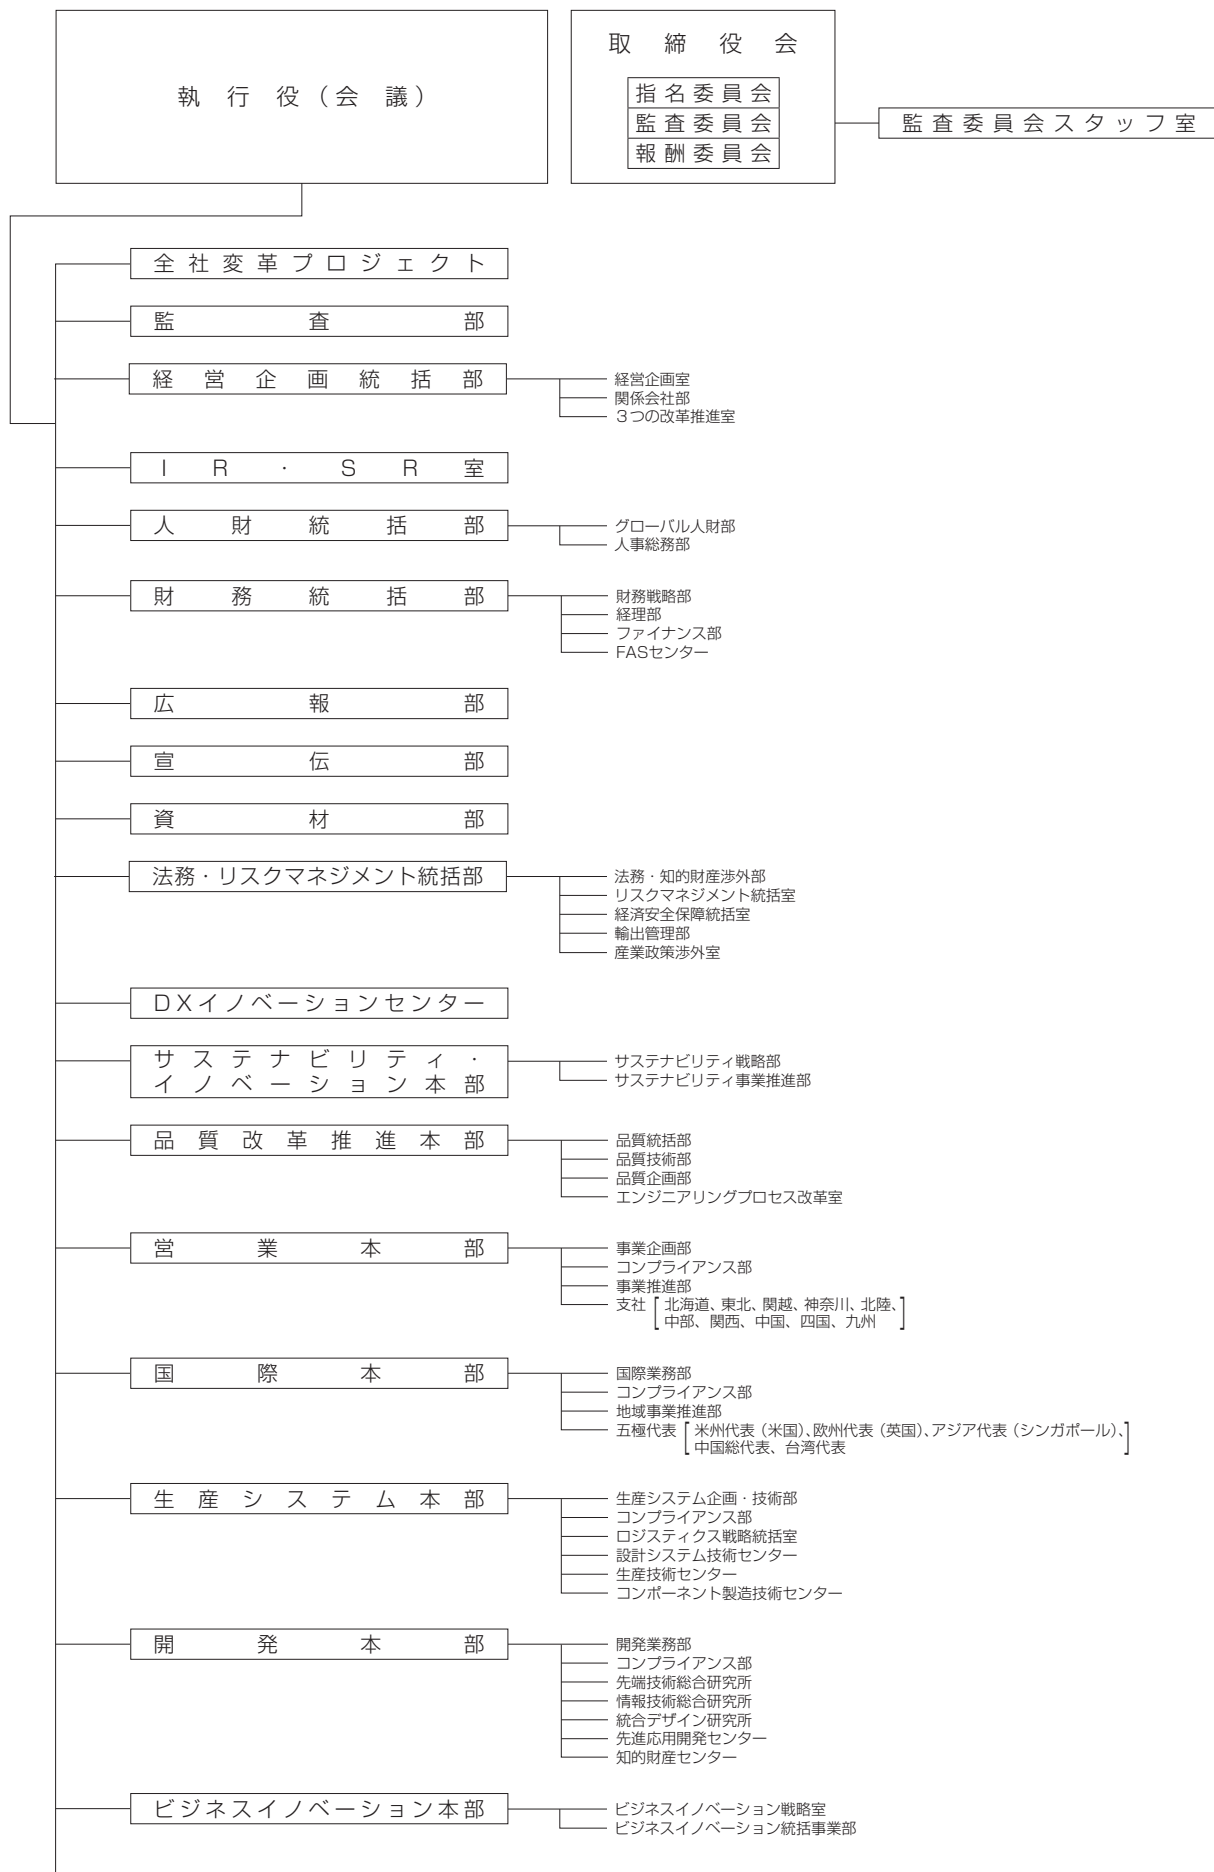 執行役（会議）
取締役会
指名委員会
監査委員会
報酬委員会
監査委員会スタッフ室
全社変革プロジェクト
監査部
経営企画統括部
経営企画室
関係会社部
３つの改革推進室
IR・SR室
人財統括部
グローバル人財部
人事総務部
財務統括部
財務戦略部
経理部
ファイナンス部
FASセンター
広報部
宣伝部
資材部
法務・リスクマネジメント統括部
法務・知的財産渉外部
リスクマネジメント統括室
経済安全保障統括室
輸出管理部
産業政策渉外室
DXイノベーションセンター
サステナビリティ・
イノベーション本部
サステナビリティ戦略部
サステナビリティ事業推進部
品質改革推進本部
品質統括部
品質技術部
品質企画部
エンジニアリングプロセス改革室
営業本部
事業企画部
コンプライアンス部
事業推進部
支社[北海道、東北、関越、神奈川、北陸、
中部、関西、中国、四国、九州]
国際本部
国際業務部
コンプライアンス部
地域事業推進部
五極代表[米州代表（米国）、欧州代表（英国）、アジア代表（シンガポール）、
中国総代表、台湾代表]
生産システム本部
生産システム企画・技術部
コンプライアンス部
ロジスティクス戦略統括室
設計システム技術センター
生産技術センター
コンポーネント製造技術センター
開発本部
開発業務部
コンプライアンス部
先端技術総合研究所
情報技術総合研究所
統合デザイン研究所
先進応用開発センター
知的財産センター
ビジネスイノベーション本部
ビジネスイノベーション戦略室
ビジネスイノベーション統括事業部